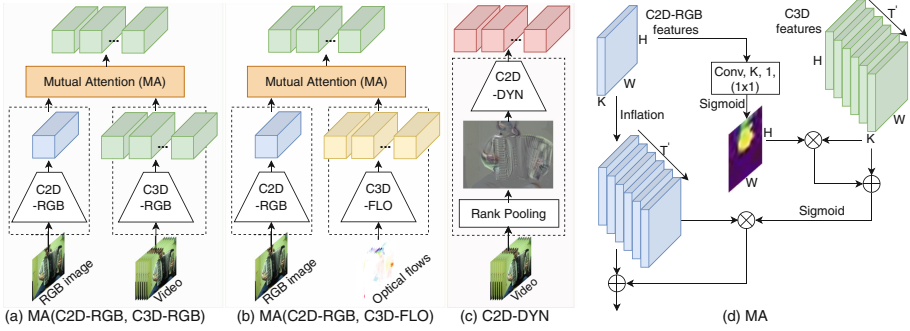 ...
Mutual Attention (MA)
C2D
-RGB
...
C3D
-RGB
RGB image
Video
(a) MA(C2D-RGB, C3D-RGB)
...
Mutual Attention (MA)
C2D
-RGB
...
C3D
-FLO
RGB image
Optical flows
(b) MA(C2D-RGB, C3D-FLO)
...
C2D
-DYN
Rank Pooling
Video
(c) C2D-DYN
C2D-RGB
features
H
W
K
Conv, K, 1,
(1x1)
Sigmoid
H
W
C3D
features
T'
H
W
K
Inflation
T'
Sigmoid
(d) MA